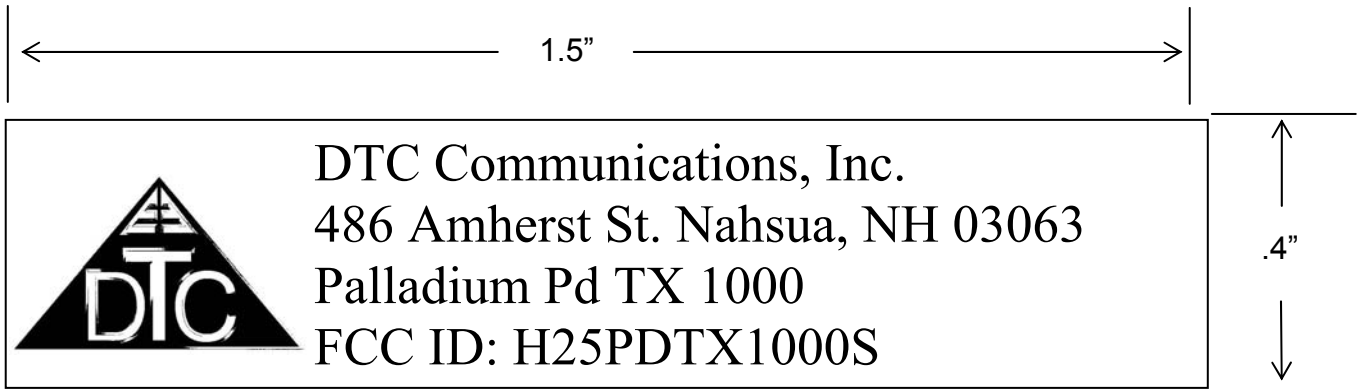 1.5”
DTC Communications, Inc.
486 Amherst St. Nahsua, NH 03063
Palladium Pd TX 1000
FCC ID: H25PDTX1000S
DTC
.4”